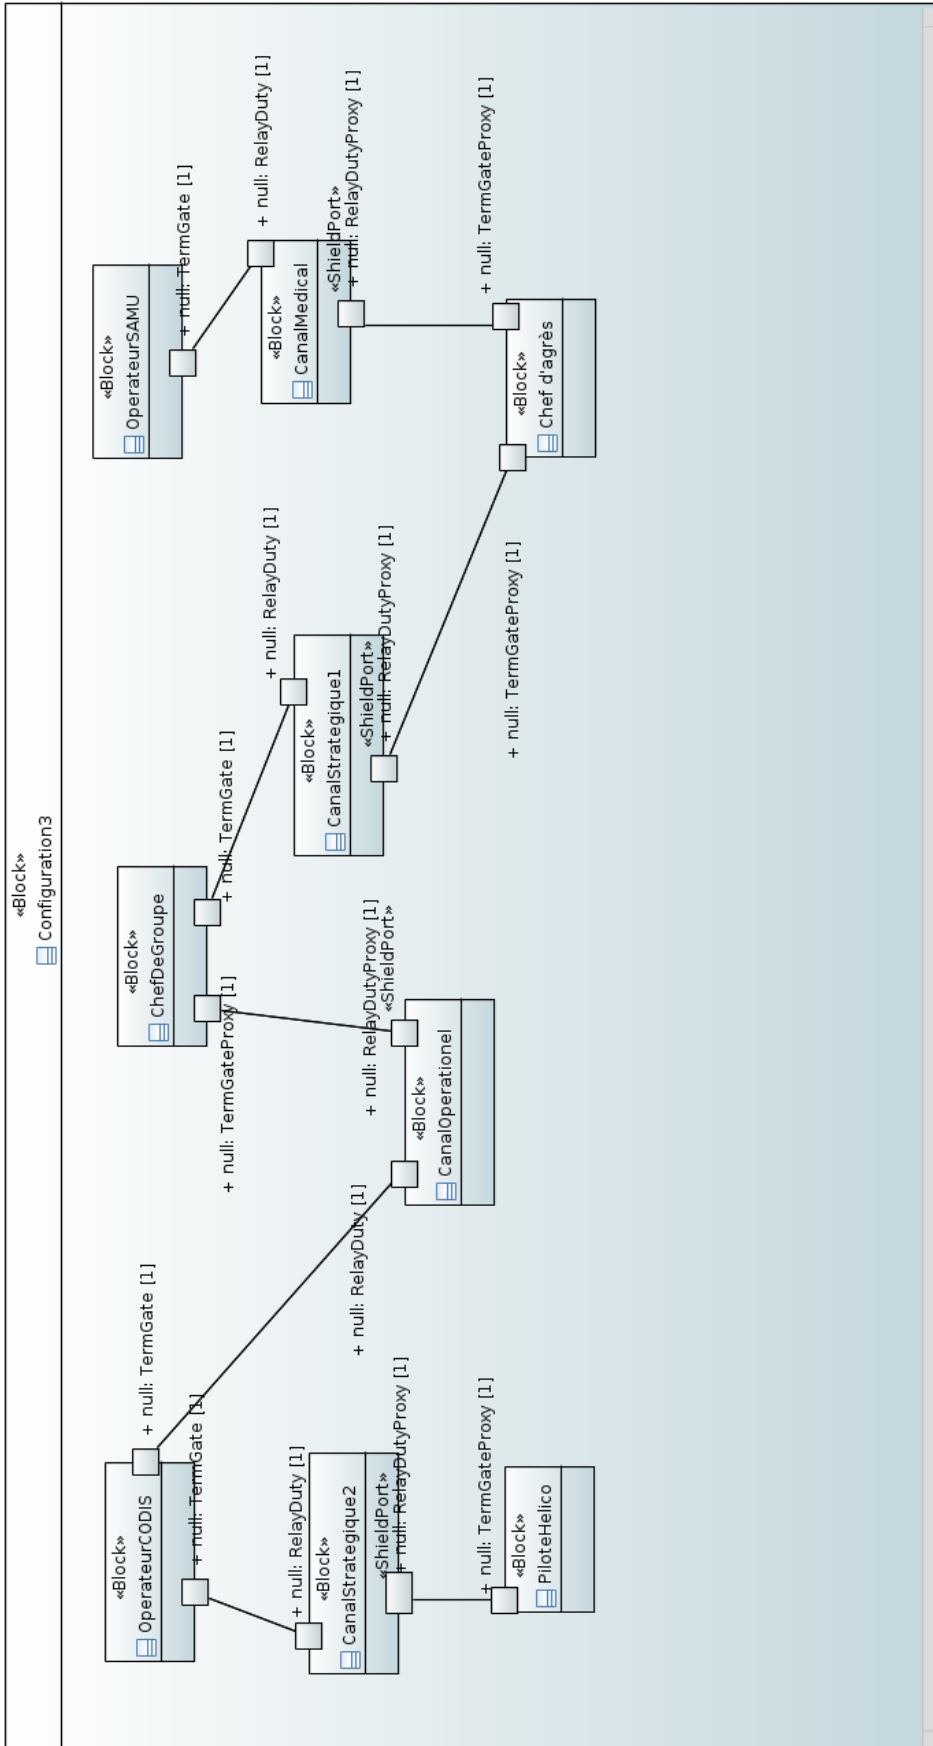 «Block»
Configuration3
«Block»
OperateurCODIS
+ null: TermGate [1]
+ null: TermGate [1]
«Block»
ChefDeGroupe
+ null: TermGateProxy [1]
+ null: TermGate [1]
«Block»
OperateurSAMU
+ null: TermGate [1]
+ null: RelayDuty [1]
«Block»
CanalStrategique2
«ShieldPort»
+ null: RelayDutyProxy [1]
+ null: RelayDuty [1]
«ShieldPort»
+ null: RelayDutyProxy [1]
«Block»
CanalOperationel
+ null: RelayDuty [1]
«Block»
CanalStrategique1
«ShieldPort»
+ null: RelayDutyProxy [1]
+ null: RelayDuty [1]
«Block»
CanalMedical
«ShieldPort»
+ null: RelayDutyProxy [1]
+ null: TermGateProxy [1]
«Block»
PiloteHelico
+ null: TermGateProxy [1]
+ null: TermGateProxy [1]
«Block»
Chef d'agrès